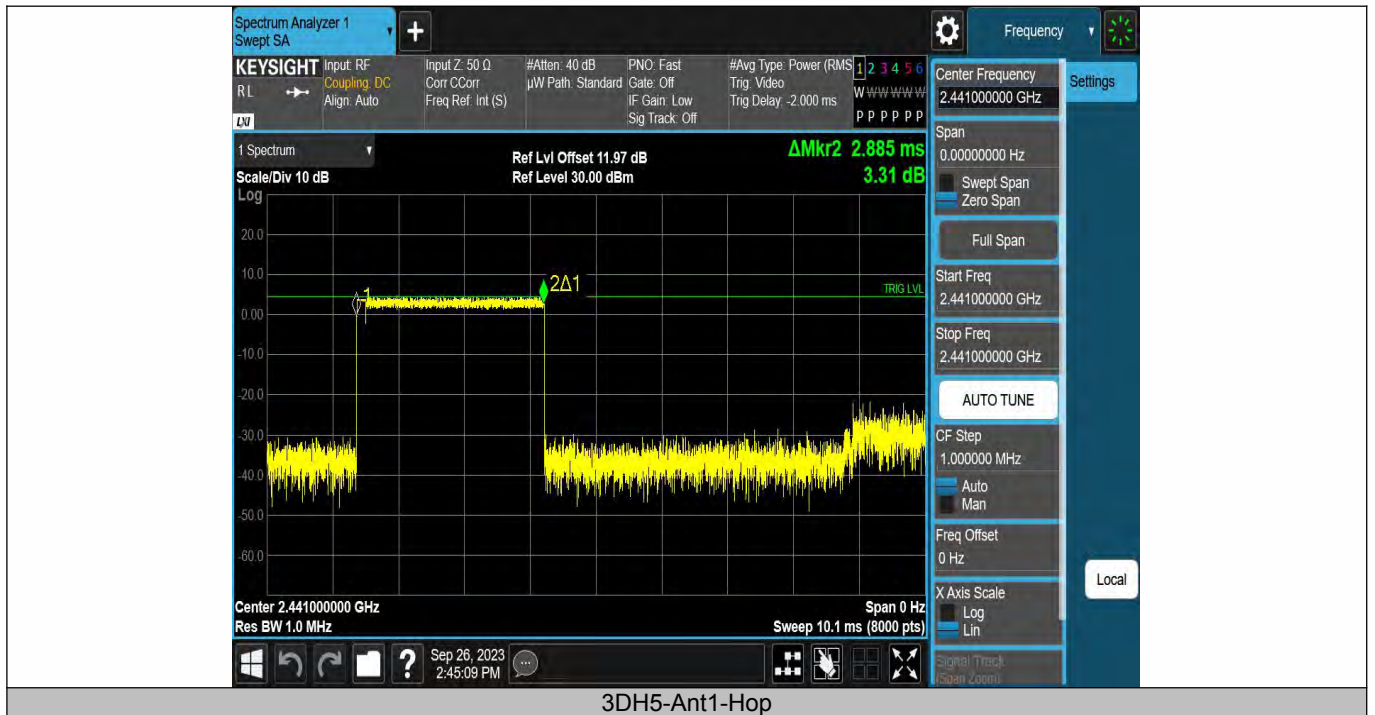 Spectrum Analyzer 1
Swept SA
Frequency
KEYSIGHT
RL
LXI
Input: RF
Coupling: DC
Align: Auto
Input Z: 50 Ω
Corr CCorr
Freq Ref: Int (S)
#Atten: 40 dB
µW Path: Standard
PNO: Fast
Gate: Off
IF Gain: Low
Sig Track: Off
#Avg Type: Power (RMS
Trig: Video
Trig Delay: -2.000 ms
1 2 3 4 5 6
W W W W W W
P P P P P P
1 Spectrum
Scale/Div 10 dB
Log
Ref Lvl Offset 11.97 dB
Ref Level 30.00 dBm
ΔMkr2 2.885 ms
3.31 dB
20.0
10.0
0.00
-10.0
-20.0
-30.0
-40.0
-50.0
-60.0
1
2Δ1
TRIG LVL
Center 2.441000000 GHz
Res BW 1.0 MHz
Span 0 Hz
Sweep 10.1 ms (8000 pts)
Sep 26, 2023
2:45:09 PM
Center Frequency
2.441000000 GHz
Settings
Span
0.00000000 Hz
Swept Span
Zero Span
Full Span
Start Freq
2.441000000 GHz
Stop Freq
2.441000000 GHz
AUTO TUNE
CF Step
1.000000 MHz
Auto
Man
Freq Offset
0 Hz
X Axis Scale
Log
Lin
Signal Track
(Span Zoom)
Local
3DH5-Ant1-Hop